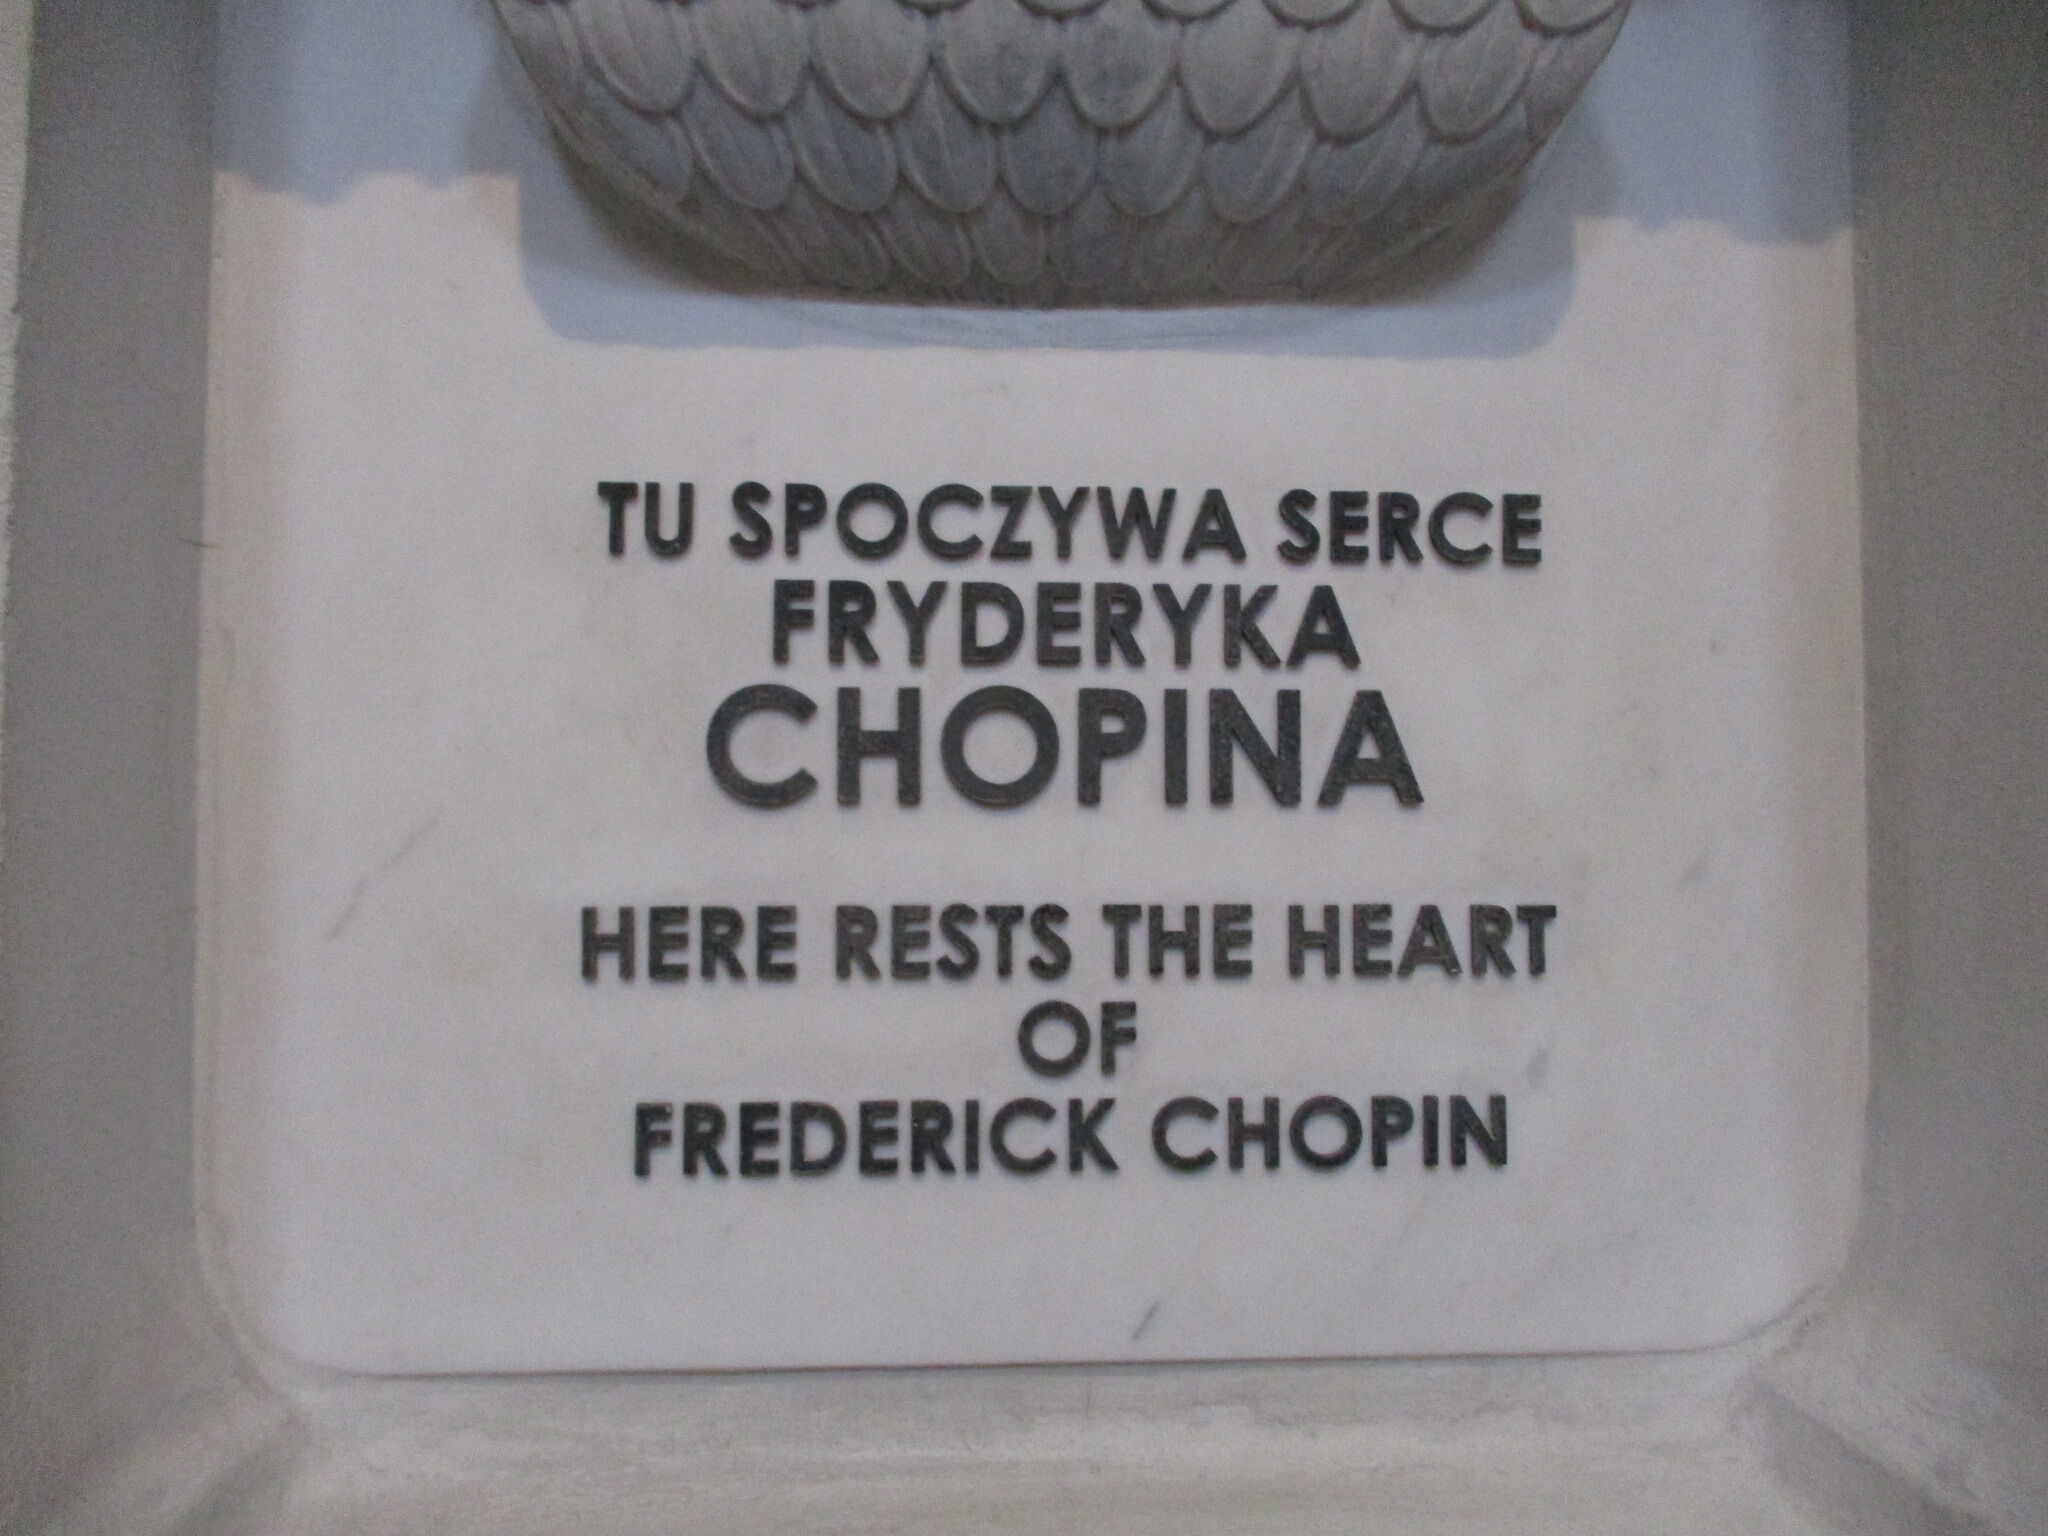 TU SPOCZYWA SERCE
FRYDERYKA
CHOPINA
HERE RESTS THE HEART
OF
FREDERICK CHOPIN